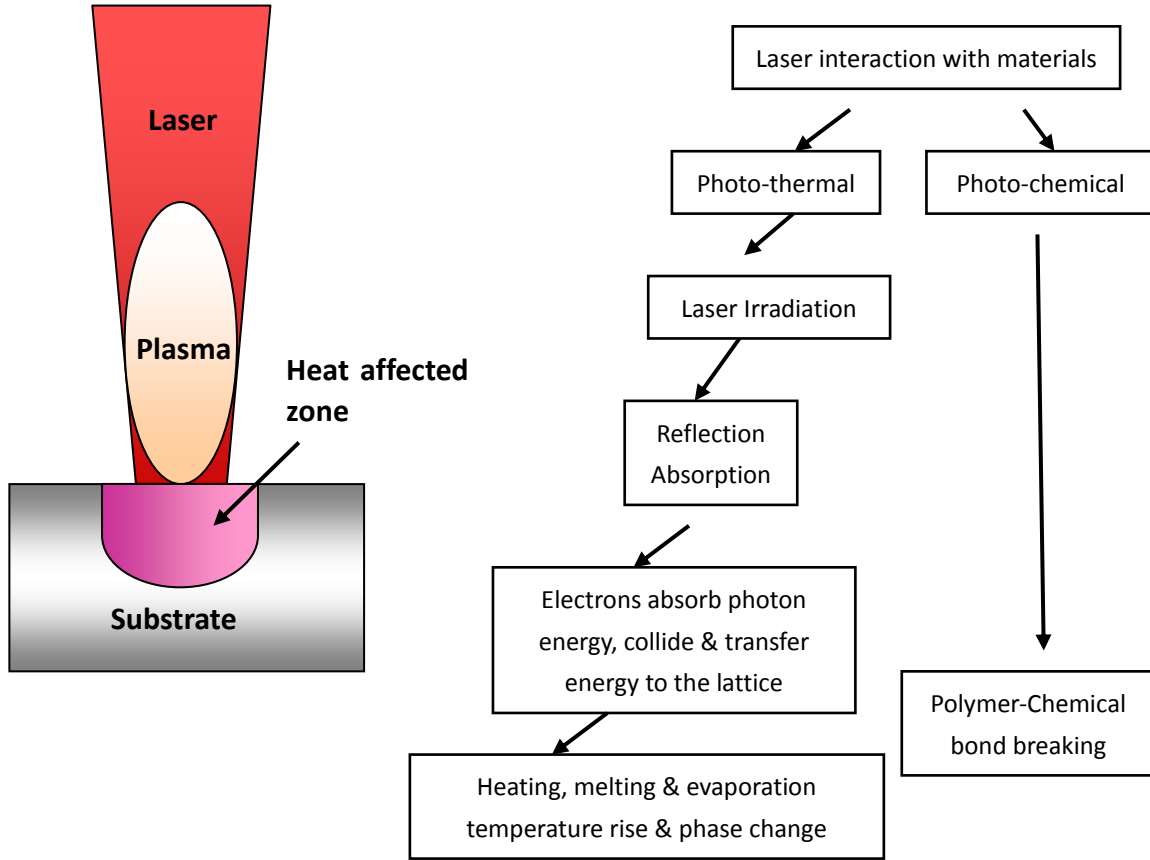 Laser
Plasma
Heat affected
zone
Substrate
Laser interaction with materials
Photo-thermal
Photo-chemical
Laser Irradiation
Reflection
Absorption
Electrons absorb photon
energy, collide & transfer
energy to the lattice
Heating, melting & evaporation
temperature rise & phase change
Polymer-Chemical
bond breaking